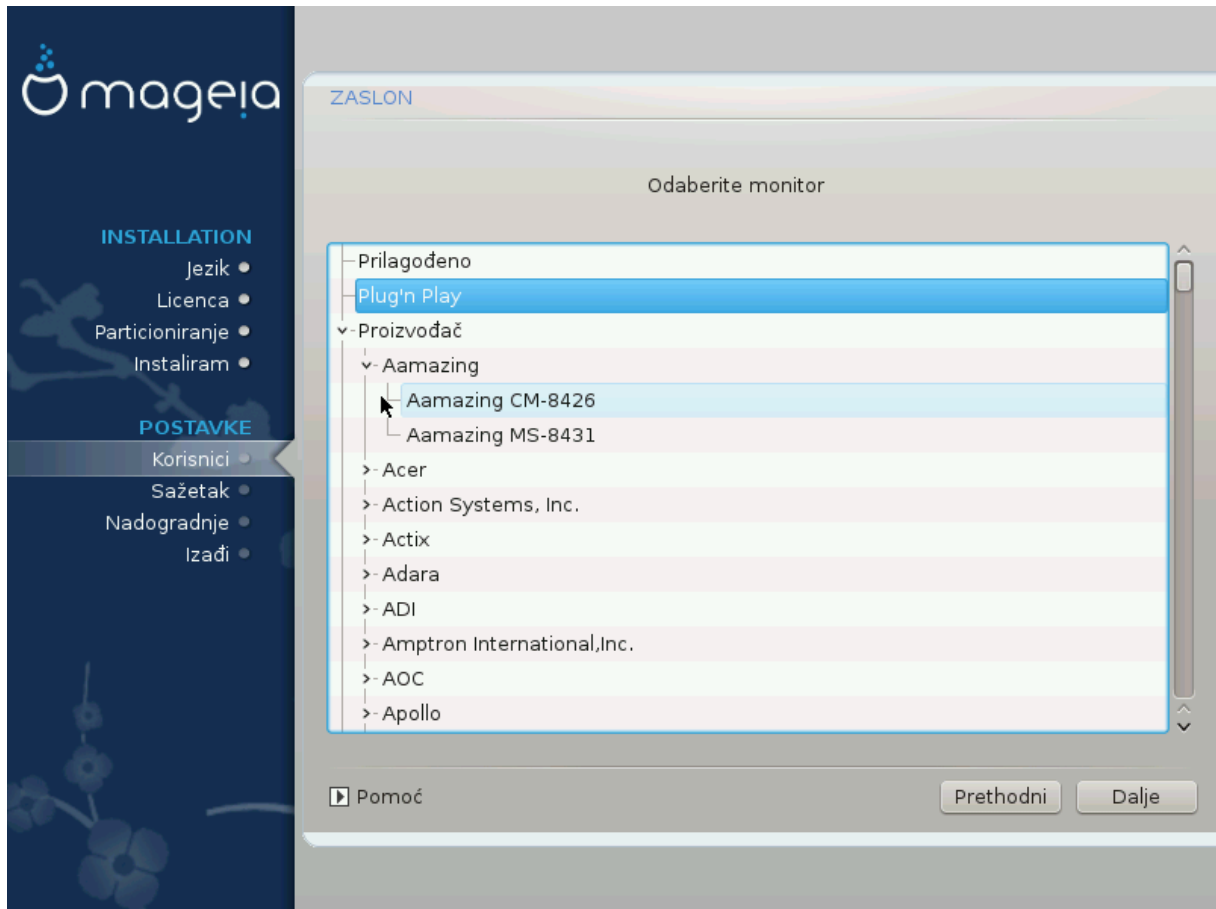 mageia
INSTALLATION
Jezik
Licenca
Particioniranje
Instaliram
POSTAVKE
Korisnici
Sažetak
Nadogradnje
Izađi
ZASLON
Odaberite monitor
Prilagođeno
Plug'n Play
Proizvođač
Aamazing
Aamazing CM-8426
Aamazing MS-8431
Acer
Action Systems, Inc.
Actix
Adara
ADI
Amptron International,Inc.
AOC
Apollo
Pomoć
Prethodni
Dalje